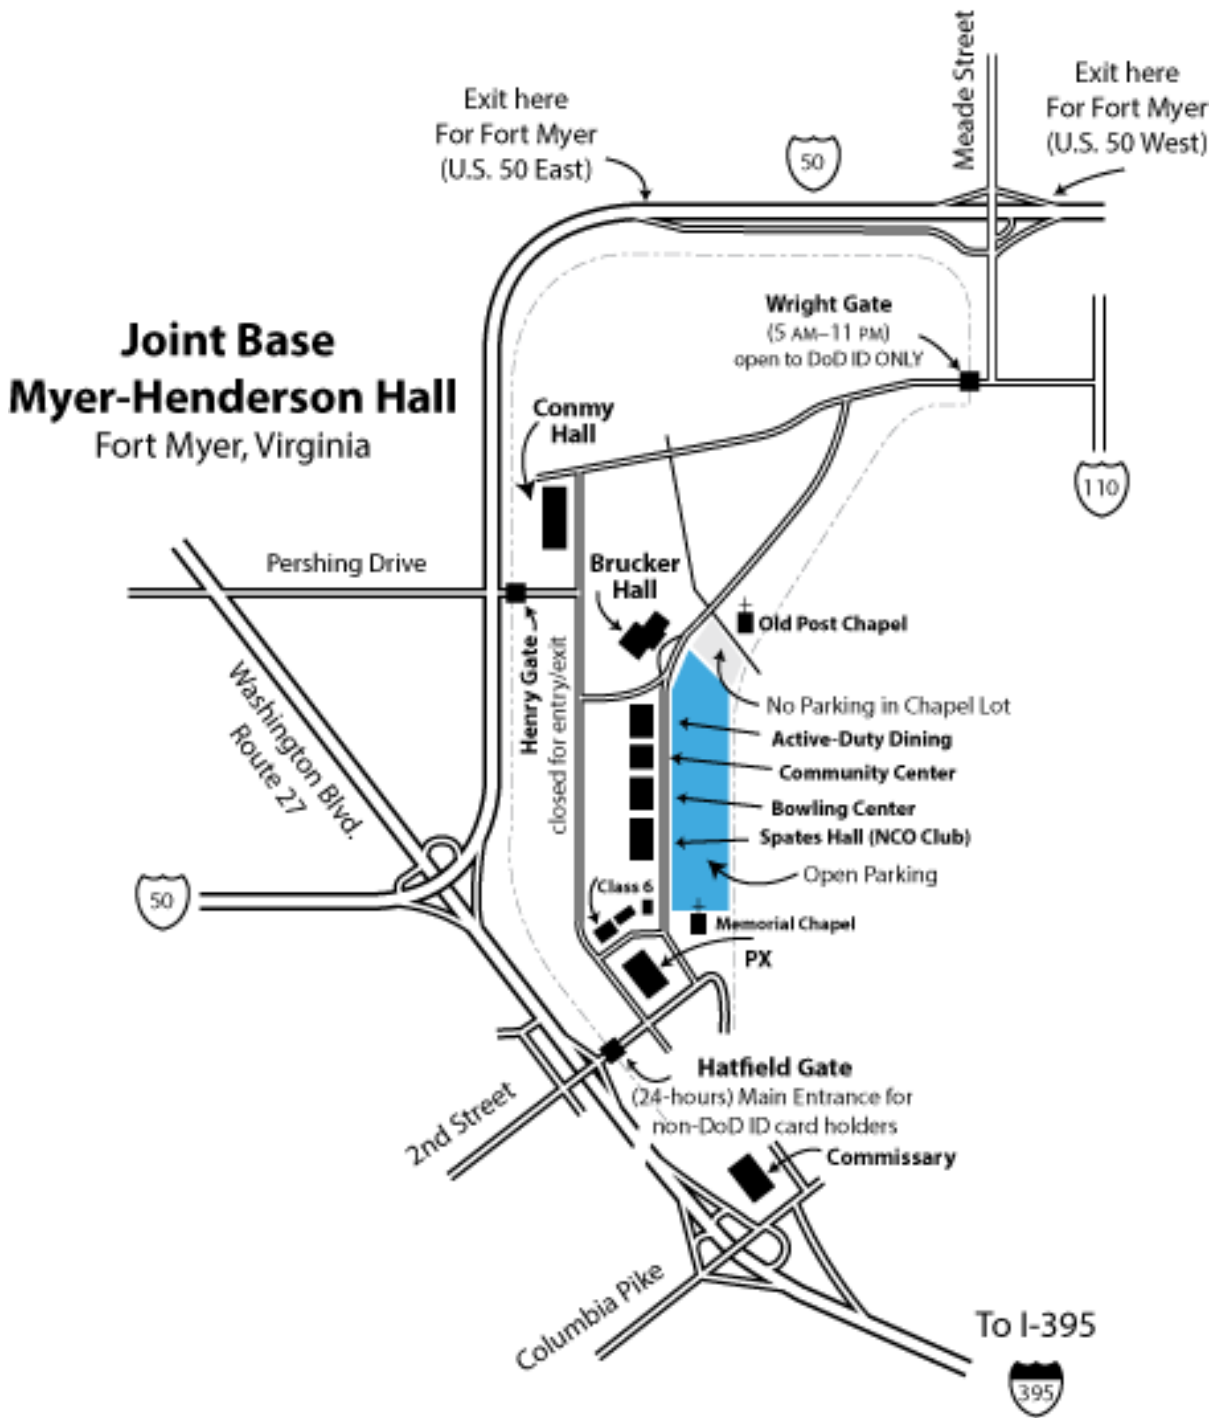 Meade Street
Exit here
For Fort Myer
(U.S. 50 East)
50
Exit here
For Fort Myer
(U.S. 50 West)
Joint Base
Myer-Henderson Hall
Fort Myer, Virginia
Wright Gate
(5 AM–11 PM)
open to DoD ID ONLY
Conmy
Hall
110
Pershing Drive
Brucker
Hall
Old Post Chapel
Henry Gate
closed for entry/exit
Washington Blvd.
Route 27
No Parking in Chapel Lot
Active-Duty Dining
Community Center
Bowling Center
Spates Hall (NCO Club)
Open Parking
50
Class 6
Memorial Chapel
PX
Hatfield Gate
(24-hours) Main Entrance for
non-DoD ID card holders
2nd Street
Commissary
Columbia Pike
To I-395
395